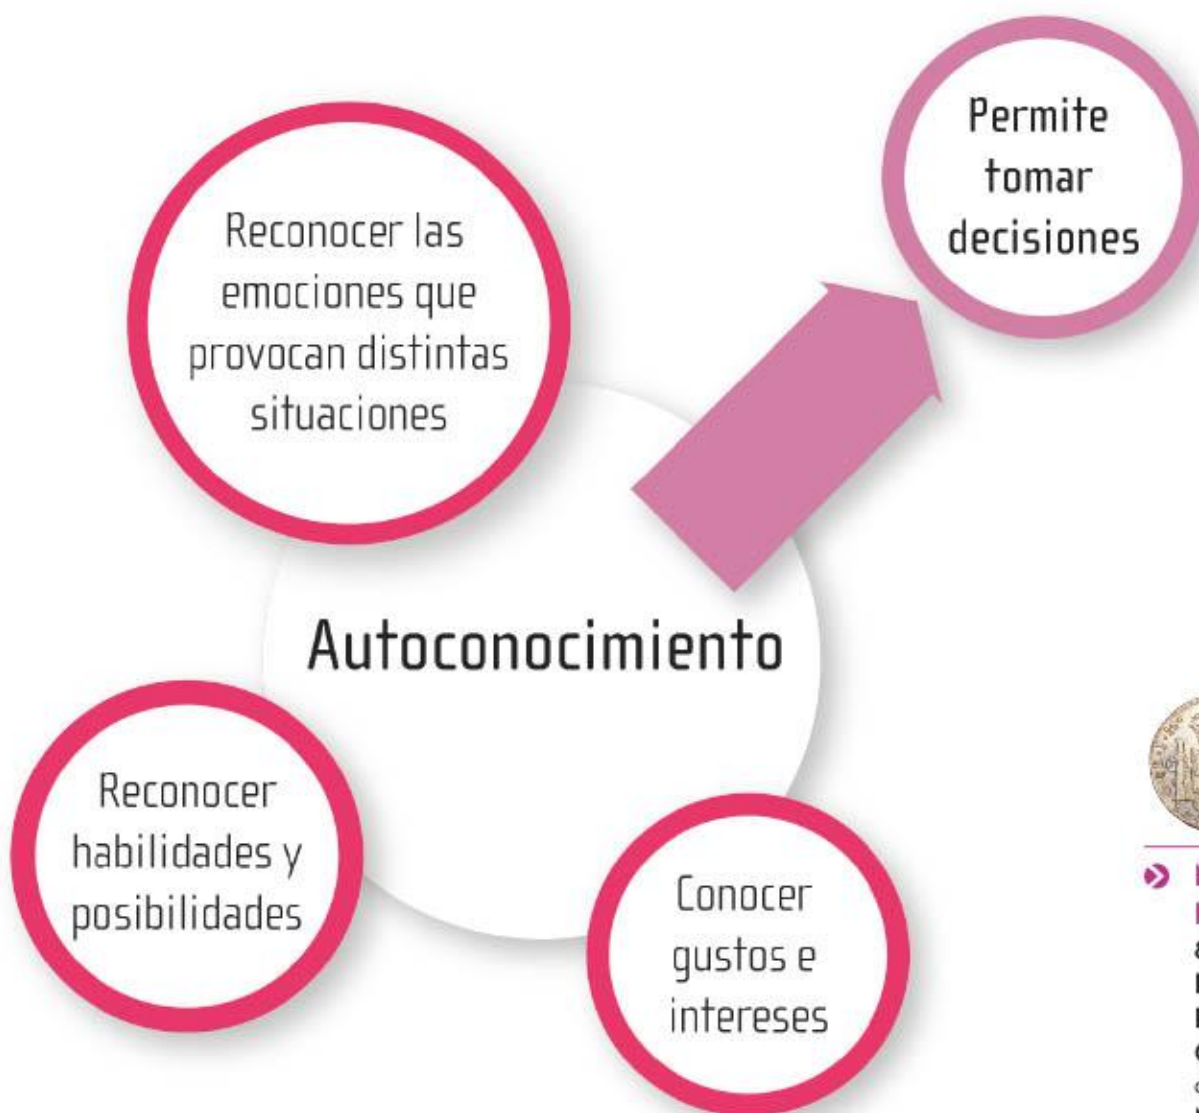 Permite
tomar
decisiones
Reconocer las
emociones que
provocan distintas
situaciones
Autoconocimiento
Reconocer
habilidades y
posibilidades
Conocer
gustos e
intereses